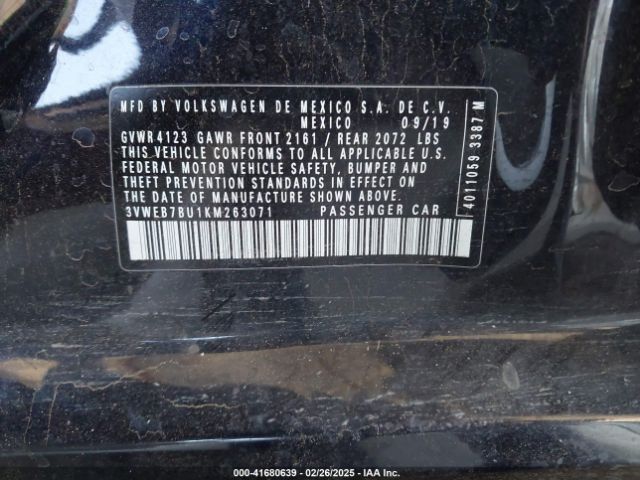 MFD BY VOLKSWAGEN DE MEXICO S.A. DE C.V.
MEXICO 09/19
GVWR4123 GAWR FRONT 2161 / REAR 2072 LBS
THIS VEHICLE CONFORMS TO ALL APPLICABLE U.S.
FEDERAL MOTOR VEHICLE SAFETY, BUMPER AND
THEFT PREVENTION STANDARDS IN EFFECT ON
THE DATE OF MANUFACTURE SHOWN ABOVE.
3VWEB7BU1KM263071 PASSENGER CAR
4011059 3387 M
000-41680639 / 02/26/2025 / IAA Inc.